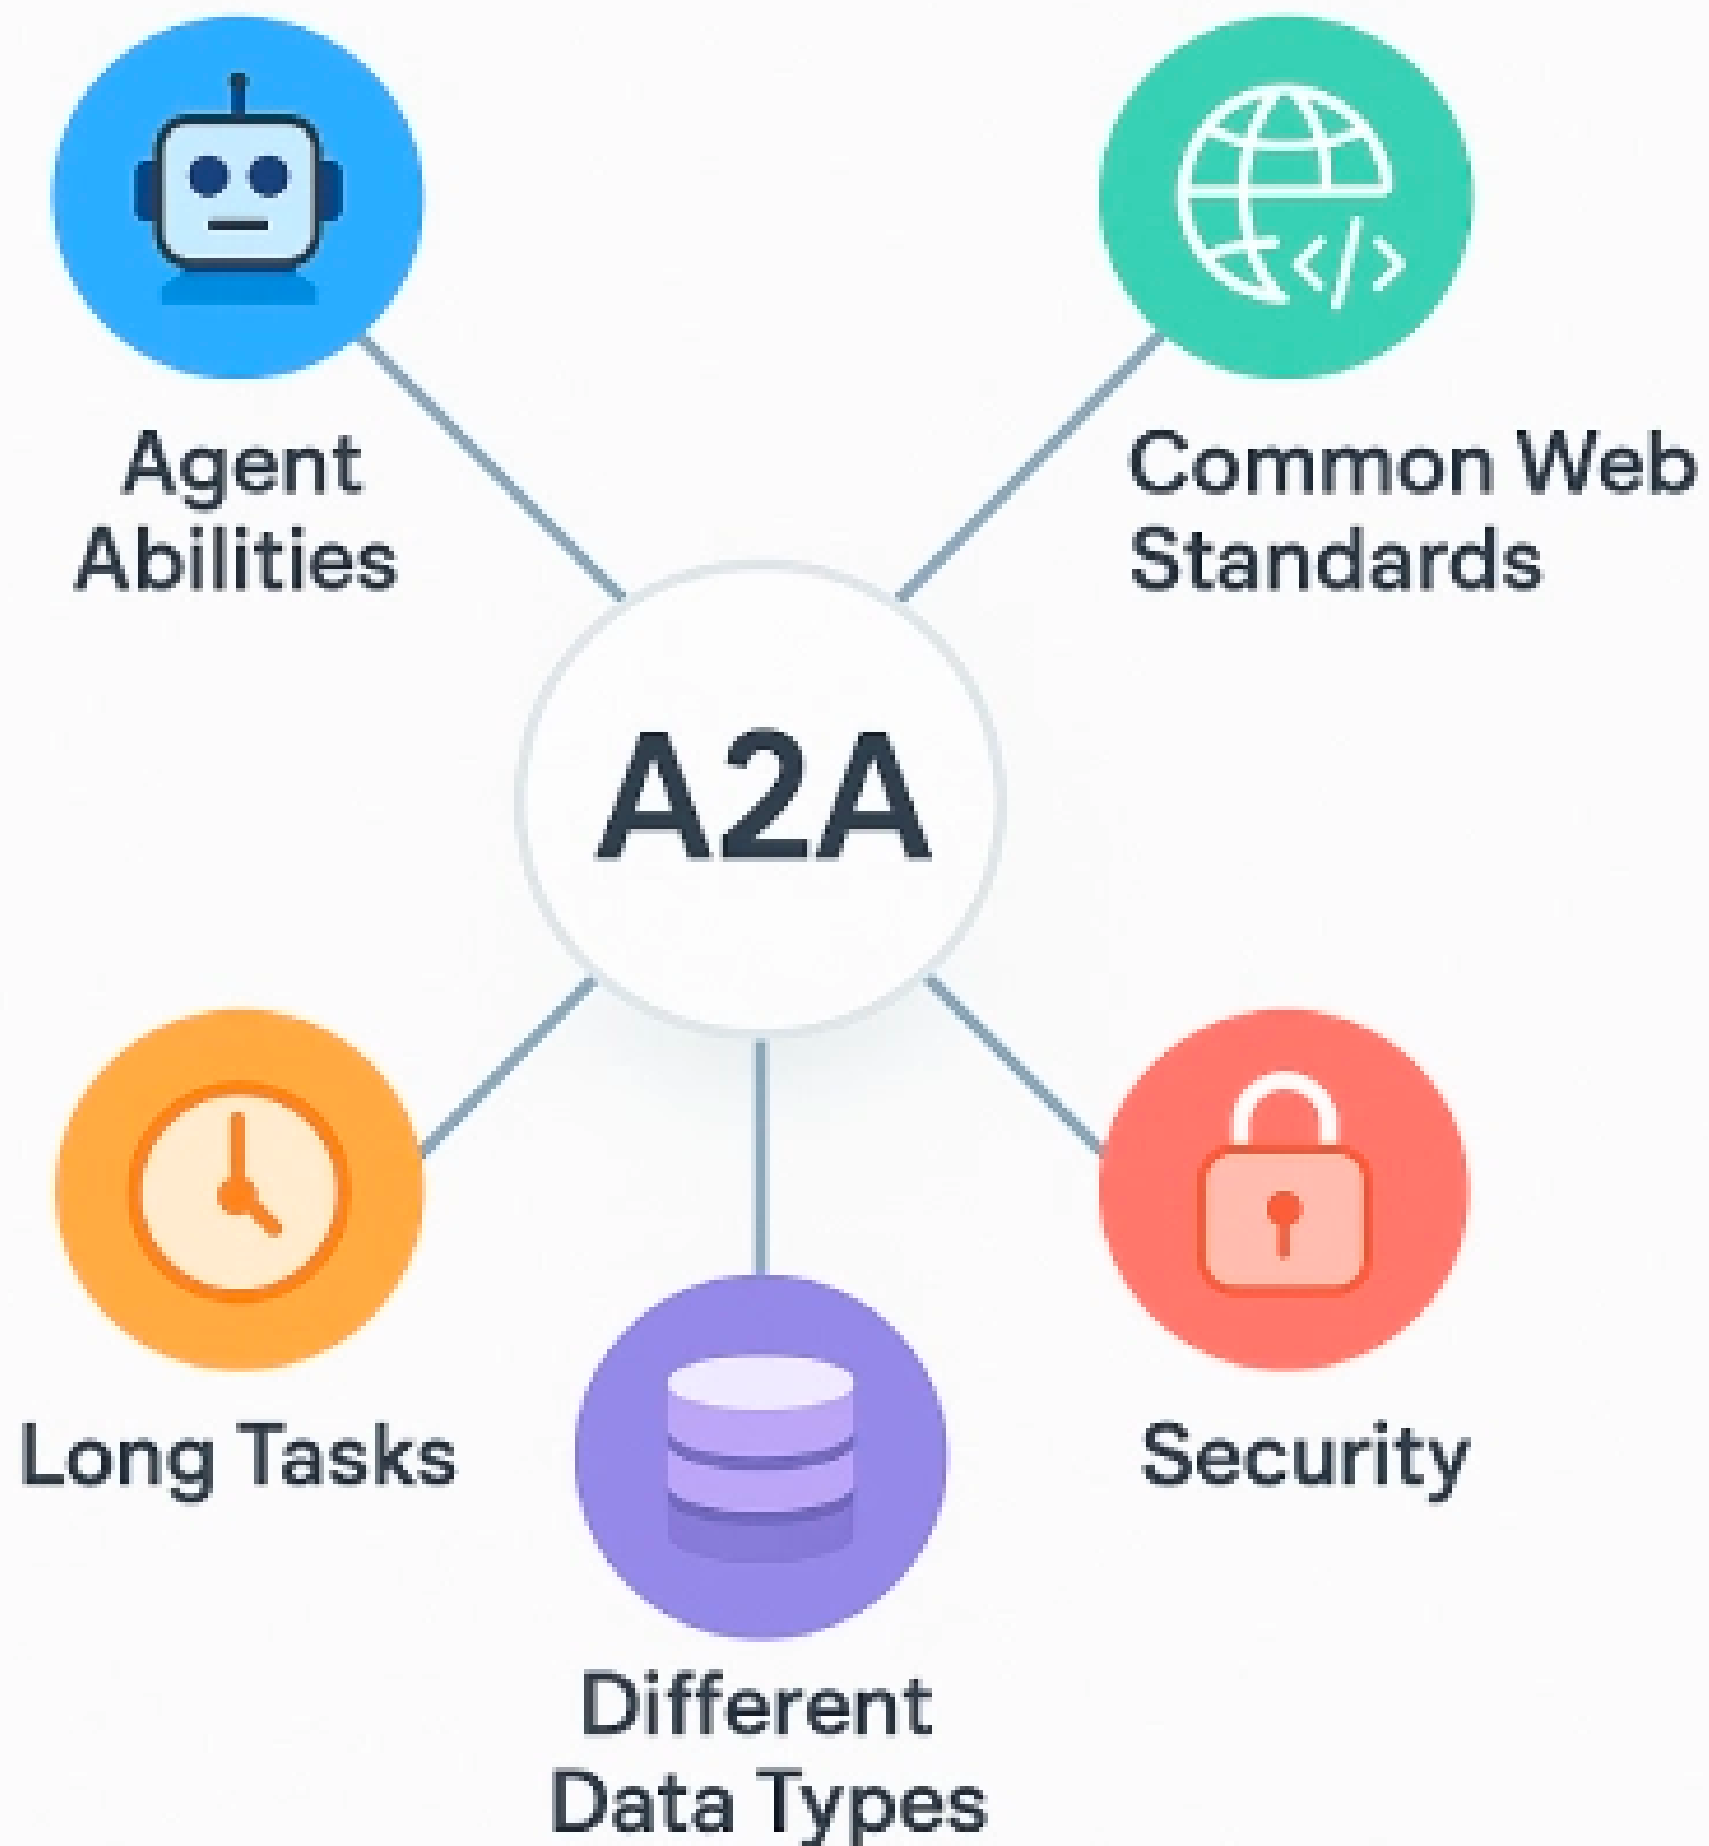 Agent
Abilities
Common Web
Standards
</>
A2A
Long Tasks
Security
Different
Data Types